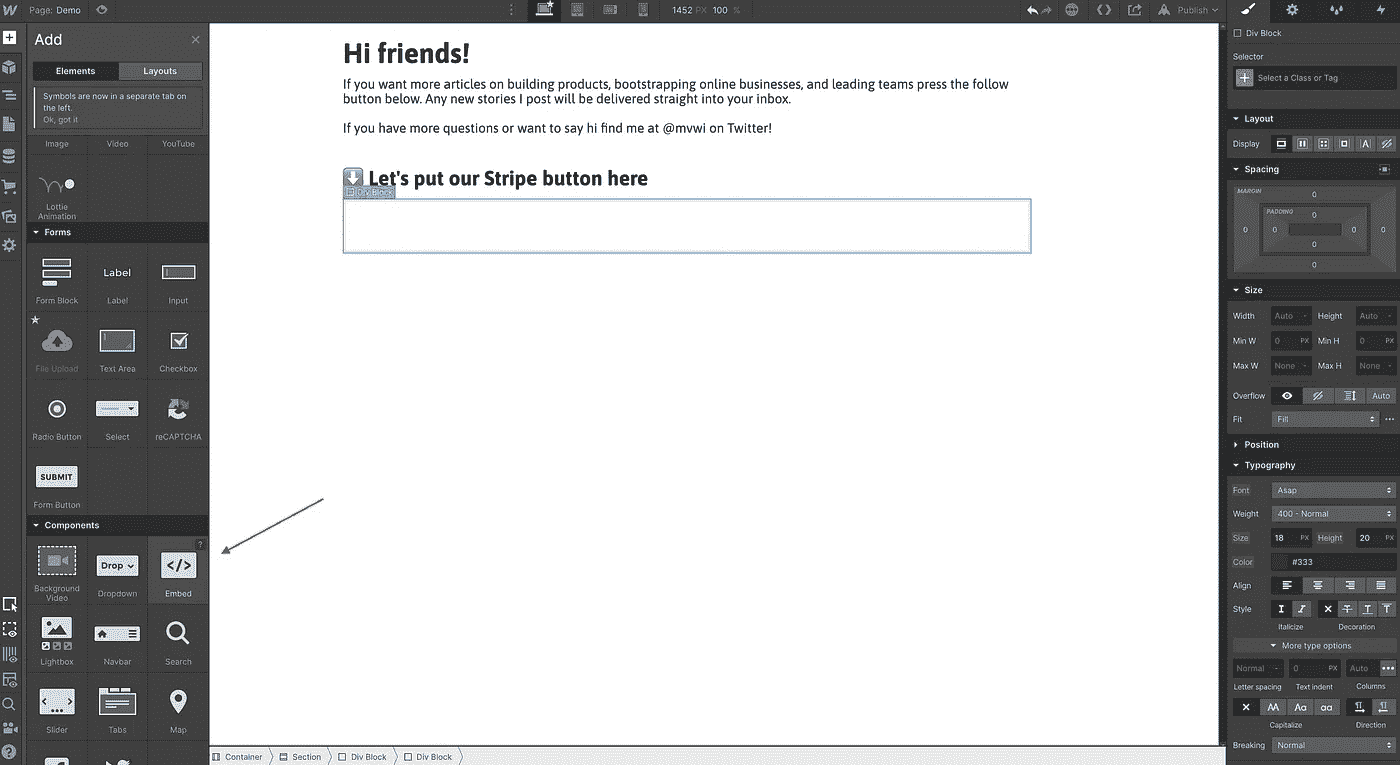 Page: Demo
1452 PX 100 %
Publish
Add
Elements
Layouts
Symbols are now in a separate tab on
the left.
Ok, got it
Image
Video
YouTube
Lottie
Animation
Forms
Form Block
Label
Label
Input
File Upload
Text Area
Checkbox
Radio Button
Select
reCAPTCHA
SUBMIT
Form Button
Components
?
Background
Video
Drop
Dropdown
</>
Embed
Lightbox
Navbar
Search
Slider
Tabs
Map
Hi friends!
If you want more articles on building products, bootstrapping online businesses, and leading teams press the follow
button below. Any new stories I post will be delivered straight into your inbox.
If you have more questions or want to say hi find me at @mvwi on Twitter!
Let's put our Stripe button here
Div Block
Container
Section
Div Block
Div Block
Div Block
Selector
Select a Class or Tag
Layout
Display
Spacing
MARGIN
0
PADDING
0
0
0
0
0
0
0
Size
Width Auto - Height Auto -
Min W 0 PX Min H 0 PX
Max W None - Max H None -
Overflow Auto
Fit Fill
Position
Typography
Font Asap
Weight 400 - Normal
Size 18 PX Height 20 PX
Color #333
Align
Style
Italicize Decoration
More type options
Normal - 0 PX Auto
Letter spacing Text indent Columns
AA Aa aa
Capitalize Direction
Breaking Normal